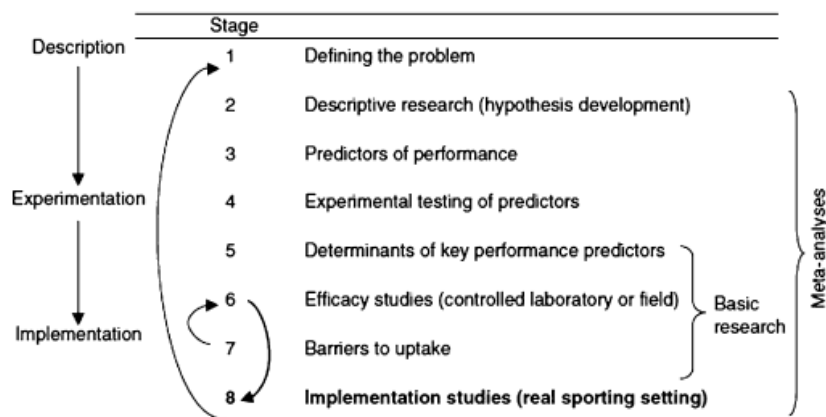 Stage
Description
1 Defining the problem
2 Descriptive research (hypothesis development)
3 Predictors of performance
Experimentation
4 Experimental testing of predictors
5 Determinants of key performance predictors
6 Efficacy studies (controlled laboratory or field)
Basic
research
Implementation
7 Barriers to uptake
8 Implementation studies (real sporting setting)
Meta-analyses